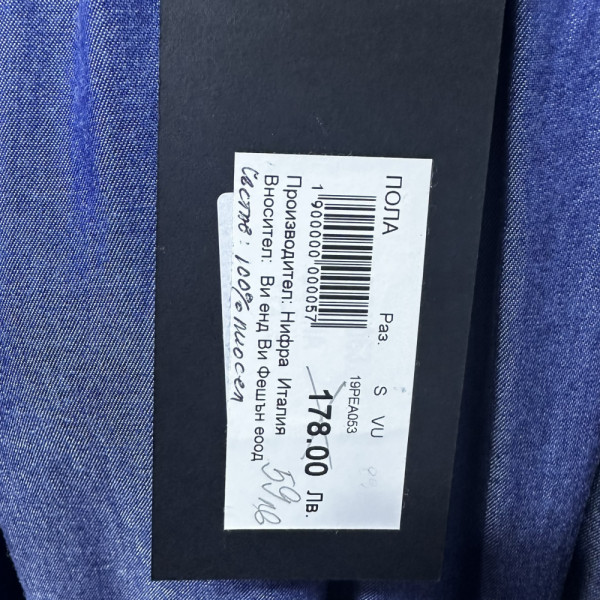 ПОЛА
Раз. S VU
19PEA053
1 900000 000057
178.00 Лв.
Производител: Нифра Италия
Вносител: Ви енд Ви Фешън еоод
Състав: 100% лиосел
59 лв